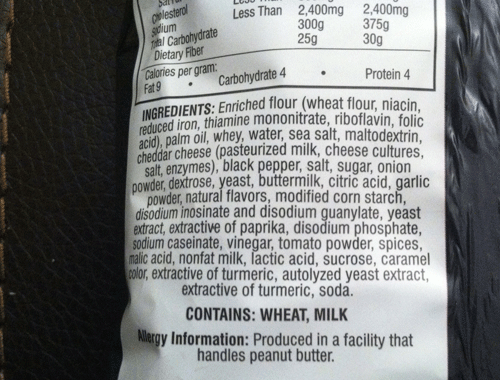 Less Than 2,400mg 2,400mg
Cholesterol
Sodium 300g 375g
Total Carbohydrate 25g 30g
Dietary Fiber
Calories per gram:
Fat 9 • Carbohydrate 4 • Protein 4
INGREDIENTS: Enriched flour (wheat flour, niacin,
reduced iron, thiamine mononitrate, riboflavin, folic
acid), palm oil, whey, water, sea salt, maltodextrin,
cheddar cheese (pasteurized milk, cheese cultures,
salt, enzymes), black pepper, salt, sugar, onion
powder, dextrose, yeast, buttermilk, citric acid, garlic
powder, natural flavors, modified corn starch,
disodium inosinate and disodium guanylate, yeast
extract, extractive of paprika, disodium phosphate,
sodium caseinate, vinegar, tomato powder, spices,
malic acid, nonfat milk, lactic acid, sucrose, caramel
color, extractive of turmeric, autolyzed yeast extract,
extractive of turmeric, soda.
CONTAINS: WHEAT, MILK
Allergy Information: Produced in a facility that
handles peanut butter.